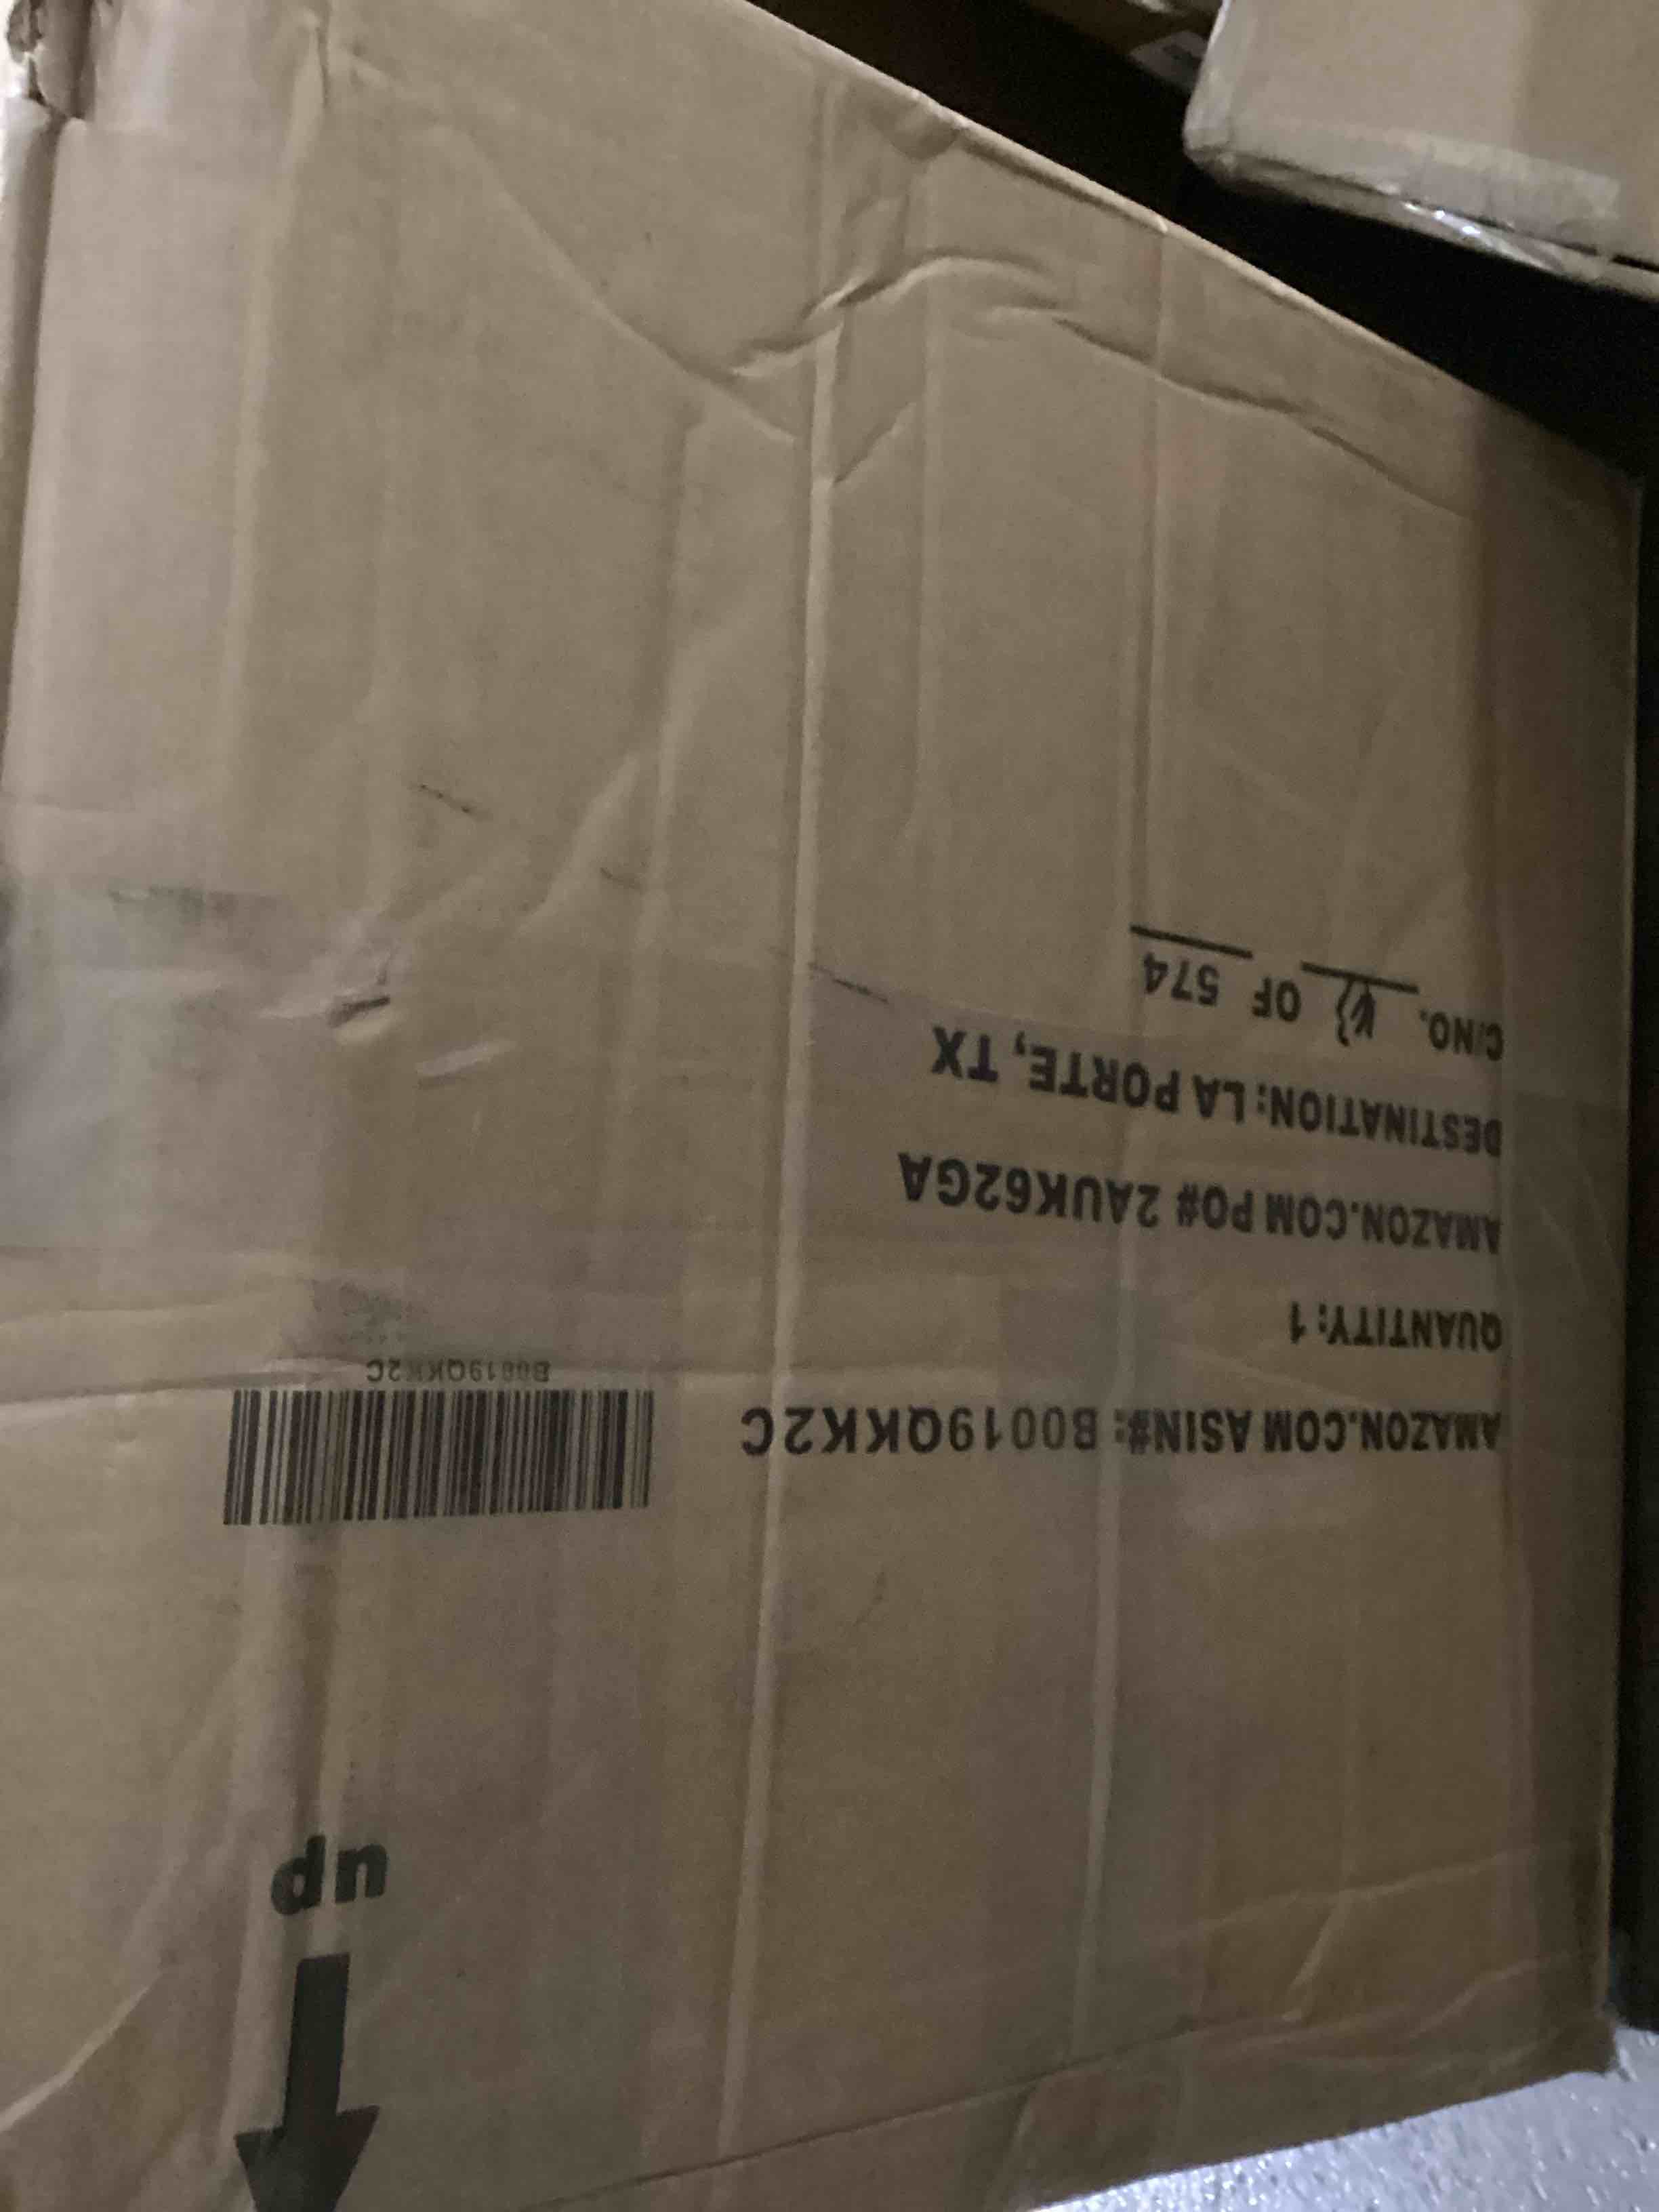 AMAZON.COM ASIN#: B0019QKK2C
QUANTITY: 1
AMAZON.COM PO# 2AUK62GA
DESTINATION: LA PORTE, TX
C/NO. OF 574
B0019QKK2C
up